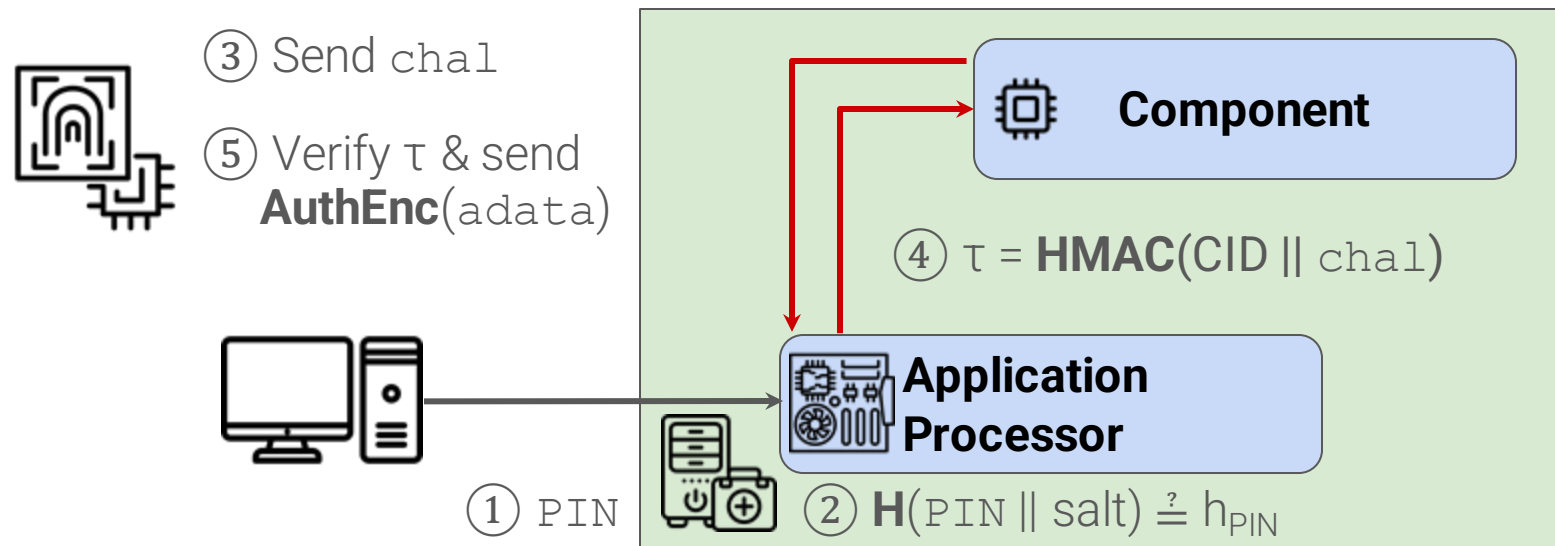 ③ Send chal
⑤ Verify τ & send
AuthEnc(adata)
Component
④ τ = HMAC(CID || chal)
Application
Processor
① PIN
② H(PIN || salt) ≟ hPIN